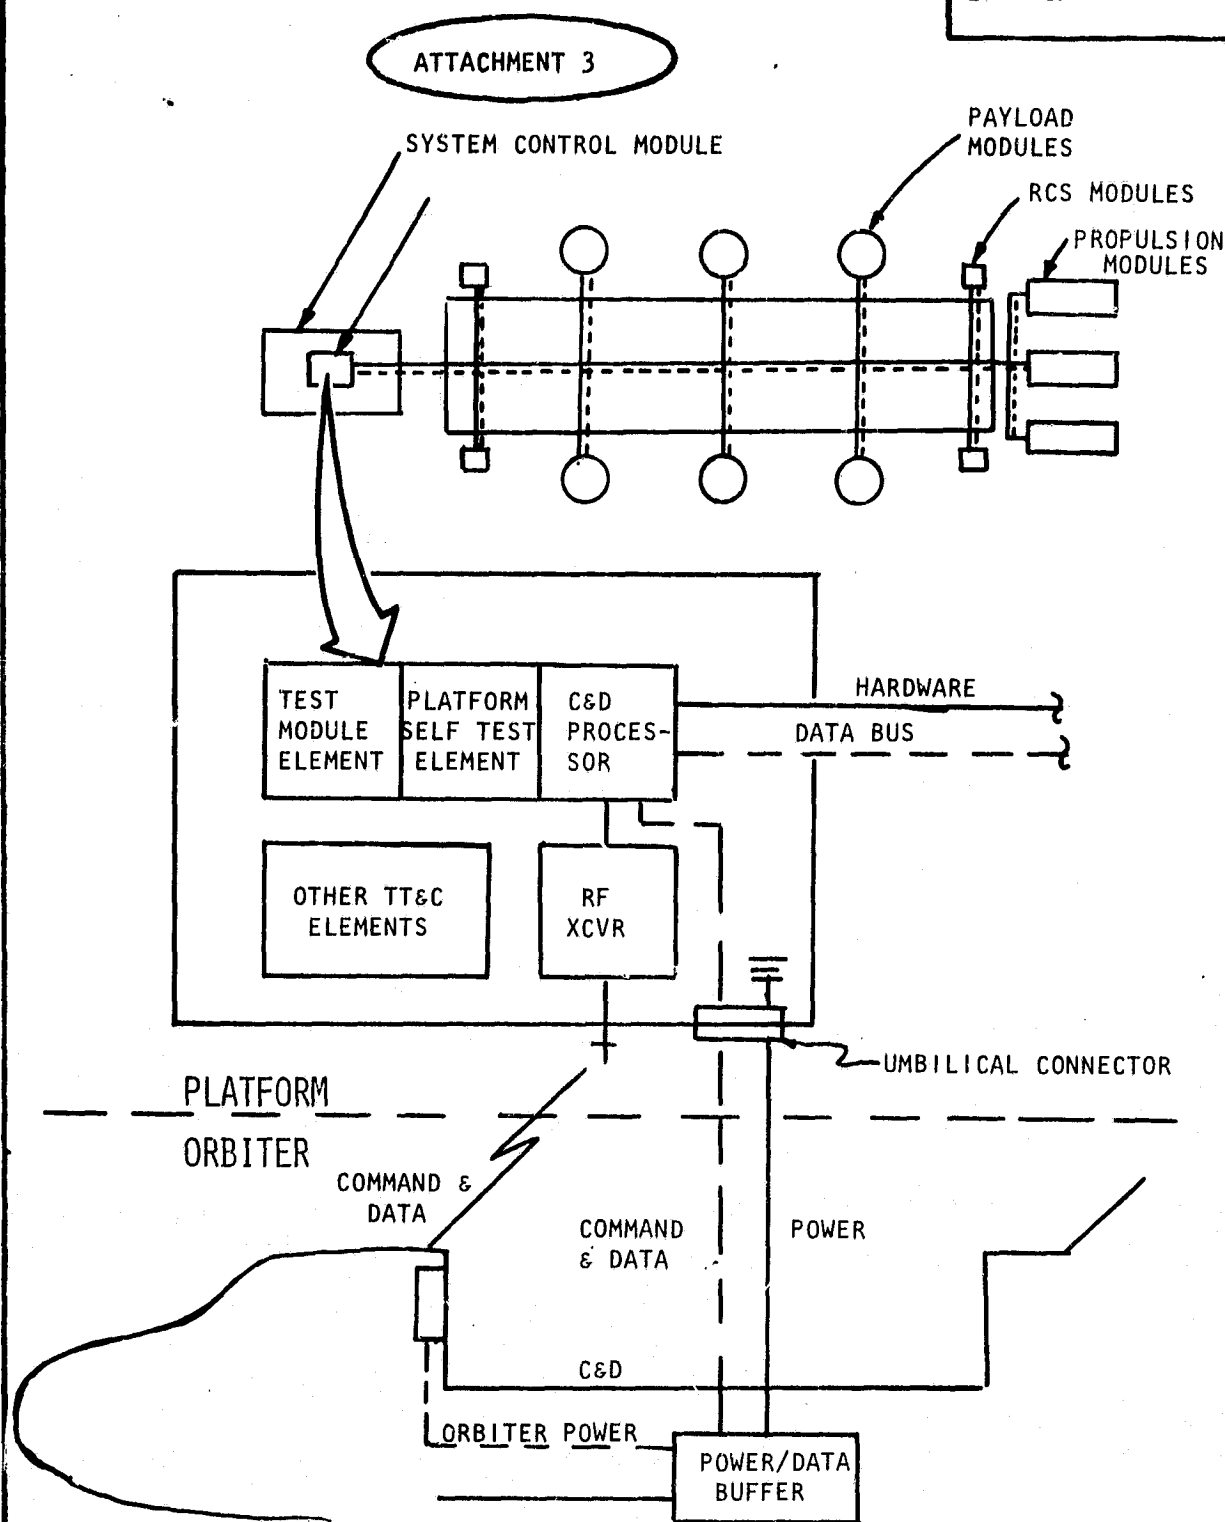 ATTACHMENT 3
SYSTEM CONTROL MODULE
PAYLOAD
MODULES
RCS MODULES
PROPULSION
MODULES
TEST
MODULE
ELEMENT
PLATFORM
SELF TEST
ELEMENT
C&D
PROCES-
SOR
HARDWARE
DATA BUS
OTHER TT&C
ELEMENTS
RF
XCVR
UMBILICAL CONNECTOR
PLATFORM
ORBITER
COMMAND &
DATA
COMMAND
& DATA
POWER
C&D
ORBITER POWER
POWER/DATA
BUFFER